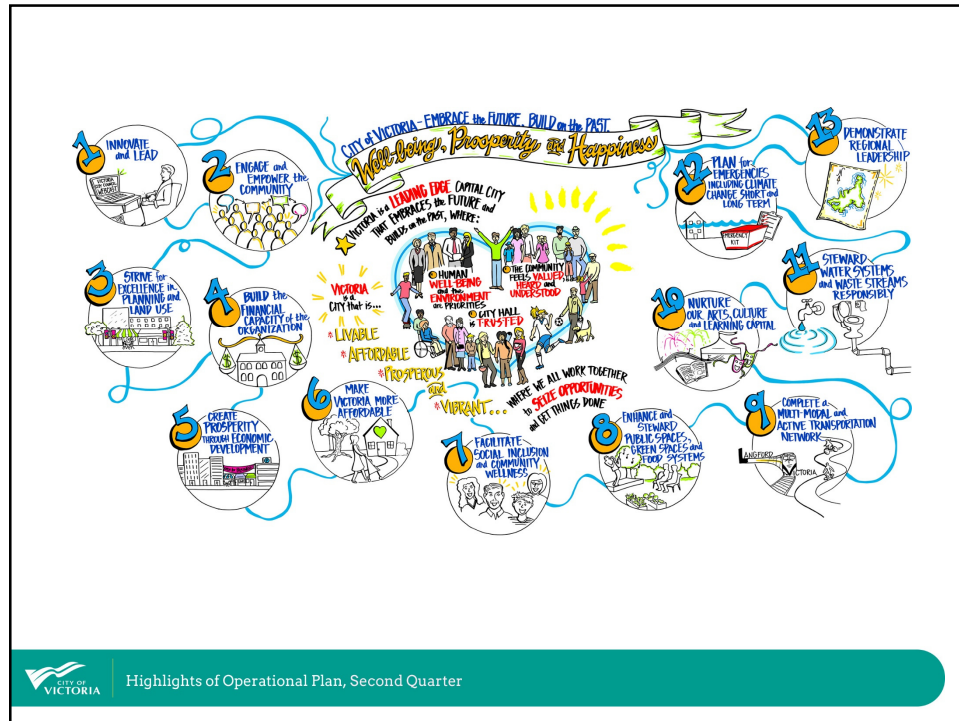 CITY OF VICTORIA - EMBRACE the FUTURE. BUILD on the PAST.
Well-being, Prosperity and Happiness
VICTORIA is a LEADING EDGE CAPITAL CITY
THAT EMBRACES the FUTURE and
BUILDS on the PAST, WHERE:
HUMAN
WELL-BEING
and the
ENVIRONMENT
are PRIORITIES
THE COMMUNITY
FEELS VALUED,
HEARD and
UNDERSTOOD
CITY HALL
is TRUSTED
VICTORIA
is a
CITY that is...
*LIVABLE
*AFFORDABLE
*PROSPEROUS
and
*VIBRANT...
WHERE WE ALL WORK TOGETHER
to SEIZE OPPORTUNITIES
and GET THINGS DONE
1
INNOVATE
and LEAD
VICTORIA
CITY COUNCIL
WEBCAST
2
ENGAGE and
EMPOWER the
COMMUNITY
3
STRIVE for
EXCELLENCE in
PLANNING and
LAND USE
4
BUILD the
FINANCIAL
CAPACITY of the
ORGANIZATION
$
$
5
CREATE
PROSPERITY
THROUGH ECONOMIC
DEVELOPMENT
6
MAKE
VICTORIA MORE
AFFORDABLE
7
FACILITATE
SOCIAL INCLUSION
and COMMUNITY
WELLNESS
8
ENHANCE and
STEWARD
PUBLIC SPACES,
GREEN SPACES and
FOOD SYSTEMS
9
COMPLETE a
MULTI-MODAL and
ACTIVE TRANSPORTATION
NETWORK
LANGFORD
VICTORIA
10
NURTURE
OUR ARTS, CULTURE
and LEARNING CAPITAL
11
STEWARD
WATER SYSTEMS
and WASTE STREAMS
RESPONSIBLY
12
PLAN for
EMERGENCIES
INCLUDING CLIMATE
CHANGE SHORT and
LONG TERM
EMERGENCY
KIT
13
DEMONSTRATE
REGIONAL
LEADERSHIP
CITY OF
VICTORIA
Highlights of Operational Plan, Second Quarter